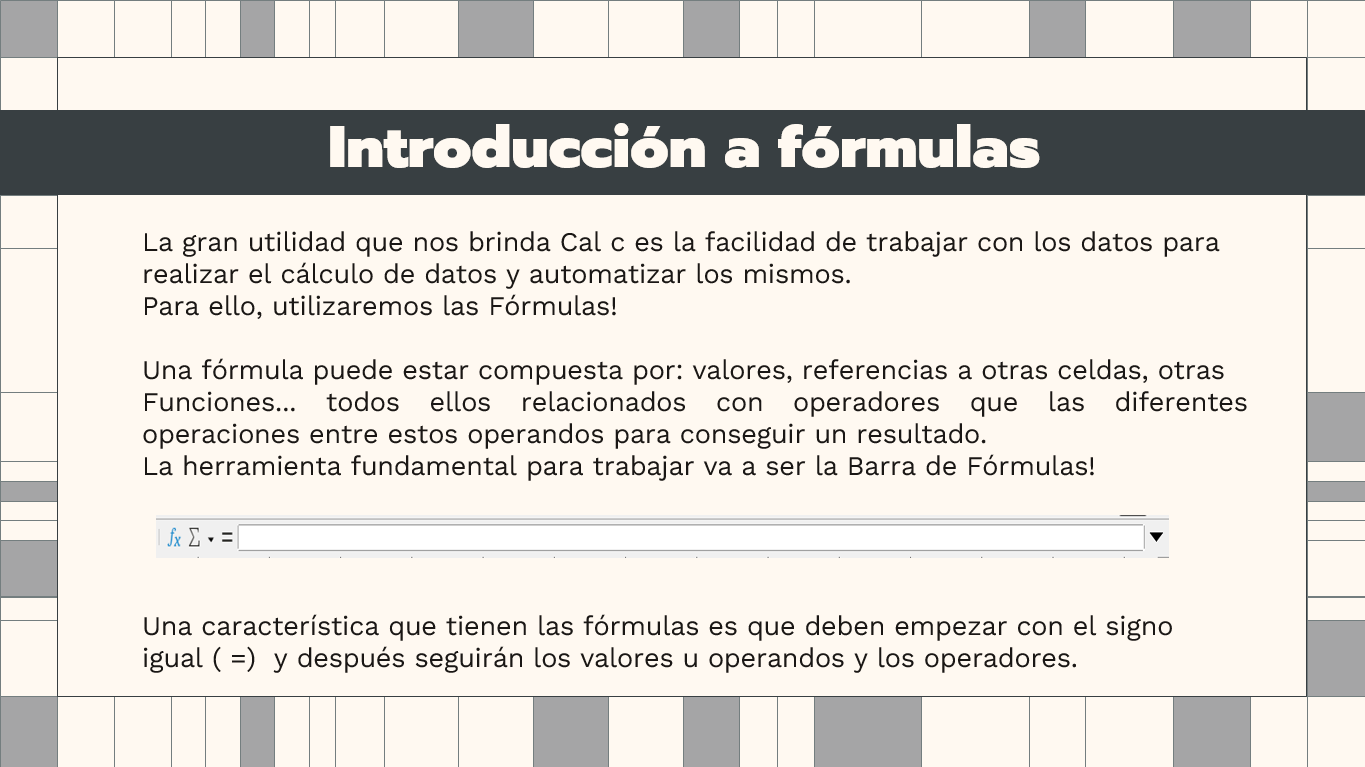 Introducción a fórmulas
La gran utilidad que nos brinda Cal c es la facilidad de trabajar con los datos para
realizar el cálculo de datos y automatizar los mismos.
Para ello, utilizaremos las Fórmulas!
Una fórmula puede estar compuesta por: valores, referencias a otras celdas, otras
Funciones... todos ellos relacionados con operadores que las diferentes
operaciones entre estos operandos para conseguir un resultado.
La herramienta fundamental para trabajar va a ser la Barra de Fórmulas!
fx Σ =
Una característica que tienen las fórmulas es que deben empezar con el signo
igual ( =)  y después seguirán los valores u operandos y los operadores.